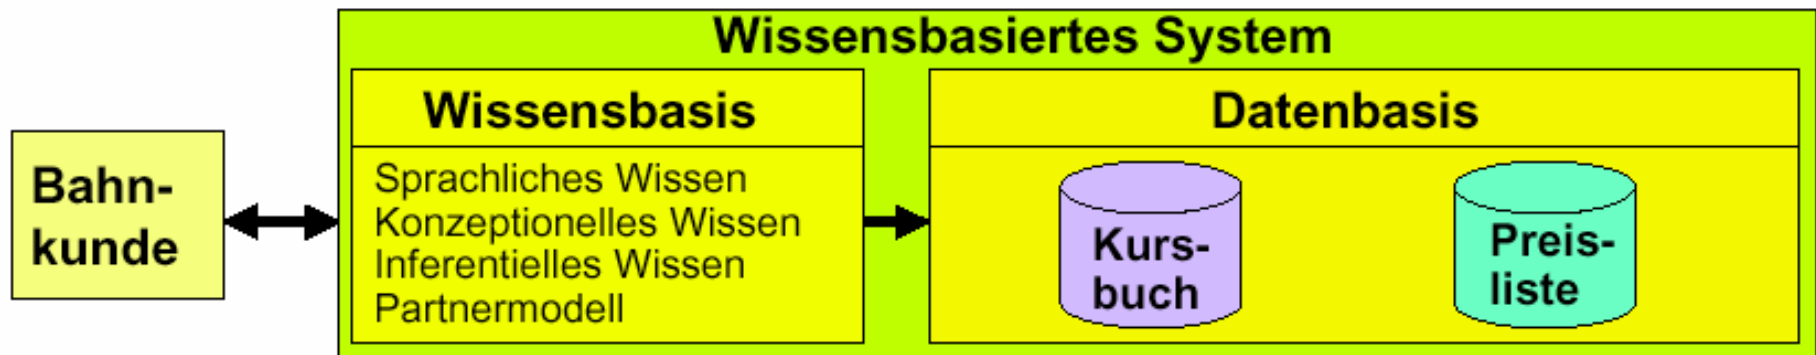 Wissensbasiertes System
Bahn-
kunde
Wissensbasis
Sprachliches Wissen
Konzeptionelles Wissen
Inferentielles Wissen
Partnermodell
Datenbasis
Kurs-
buch
Preis-
liste